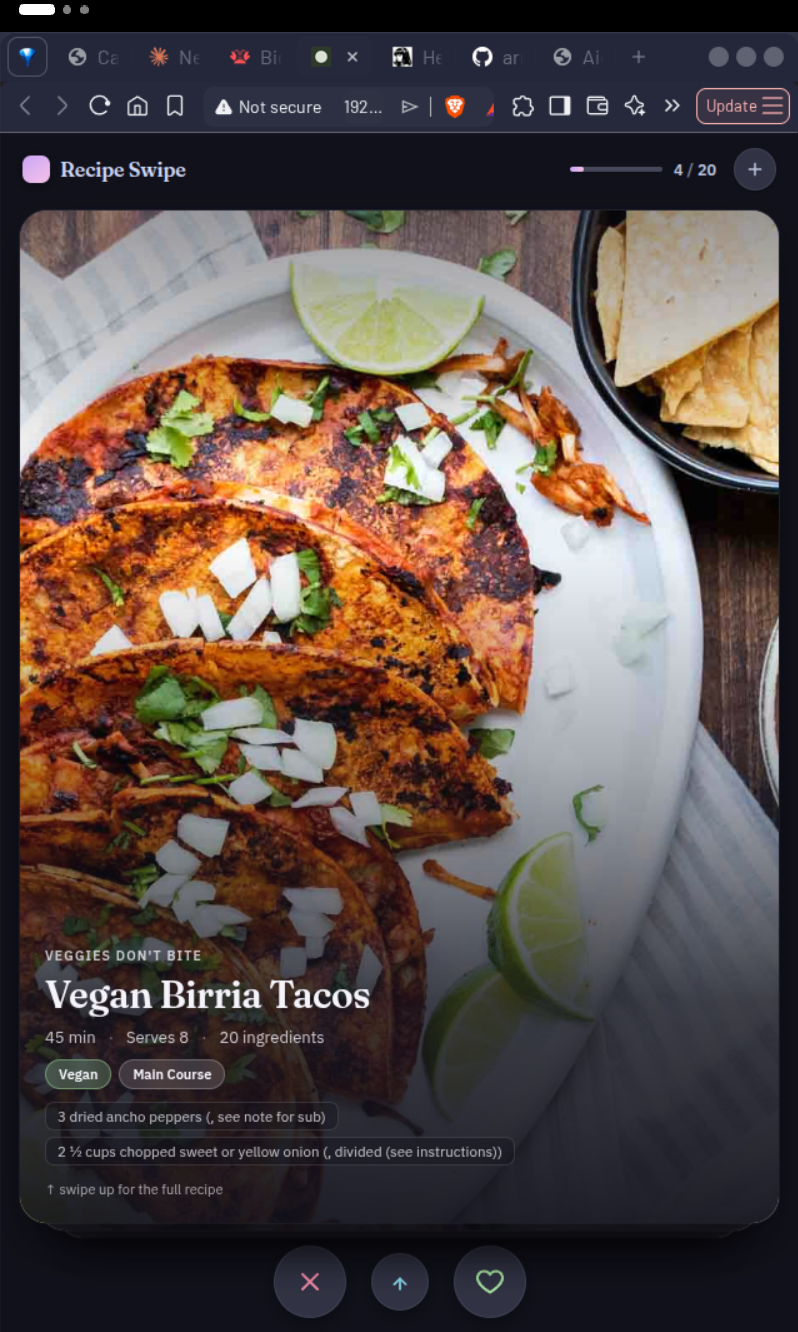 Ca
Ne
Bi
He
ar
Ai
Not secure
192...
Update
Recipe Swipe
4 / 20
VEGGIES DON'T BITE
Vegan Birria Tacos
45 min · Serves 8 · 20 ingredients
Vegan
Main Course
3 dried ancho peppers (, see note for sub)
2 ½ cups chopped sweet or yellow onion (, divided (see instructions))
↑ swipe up for the full recipe